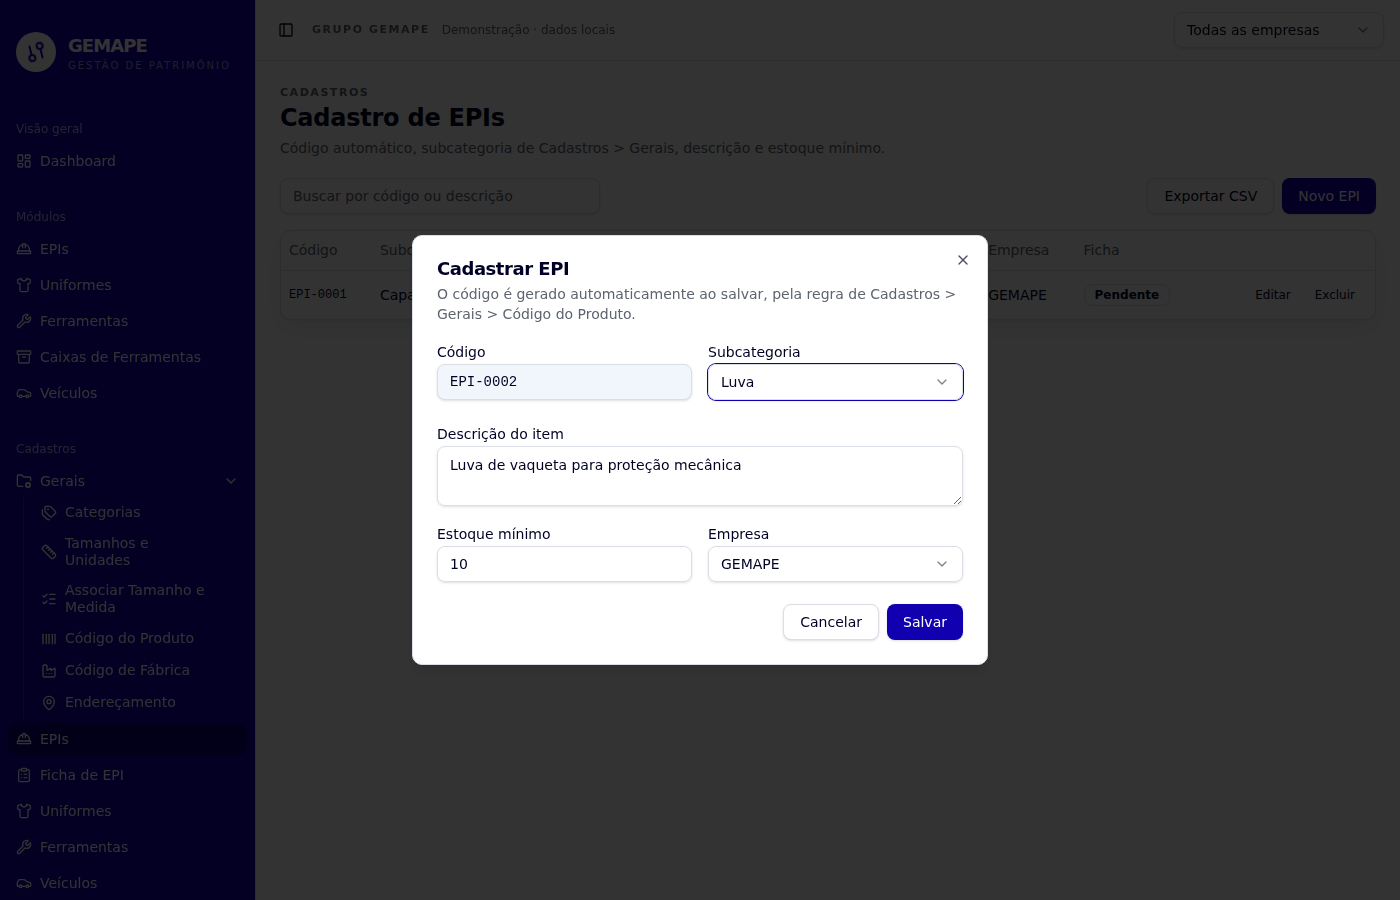 GEMAPE
GESTÃO DE PATRIMÔNIO
Visão geral
Dashboard
Módulos
EPIs
Uniformes
Ferramentas
Caixas de Ferramentas
Veículos
Cadastros
Gerais
Categorias
Tamanhos e
Unidades
Associar Tamanho e
Medida
Código do Produto
Código de Fábrica
Endereçamento
EPIs
Ficha de EPI
Uniformes
Ferramentas
Veículos
GRUPO GEMAPE Demonstração · dados locais
Todas as empresas
CADASTROS
Cadastro de EPIs
Código automático, subcategoria de Cadastros > Gerais, descrição e estoque mínimo.
Buscar por código ou descrição
Exportar CSV
Novo EPI
Código Subc Empresa Ficha
EPI-0001 Capa GEMAPE Pendente Editar Excluir
Cadastrar EPI
O código é gerado automaticamente ao salvar, pela regra de Cadastros >
Gerais > Código do Produto.
Código Subcategoria
EPI-0002 Luva
Descrição do item
Luva de vaqueta para proteção mecânica
Estoque mínimo Empresa
10 GEMAPE
Cancelar Salvar